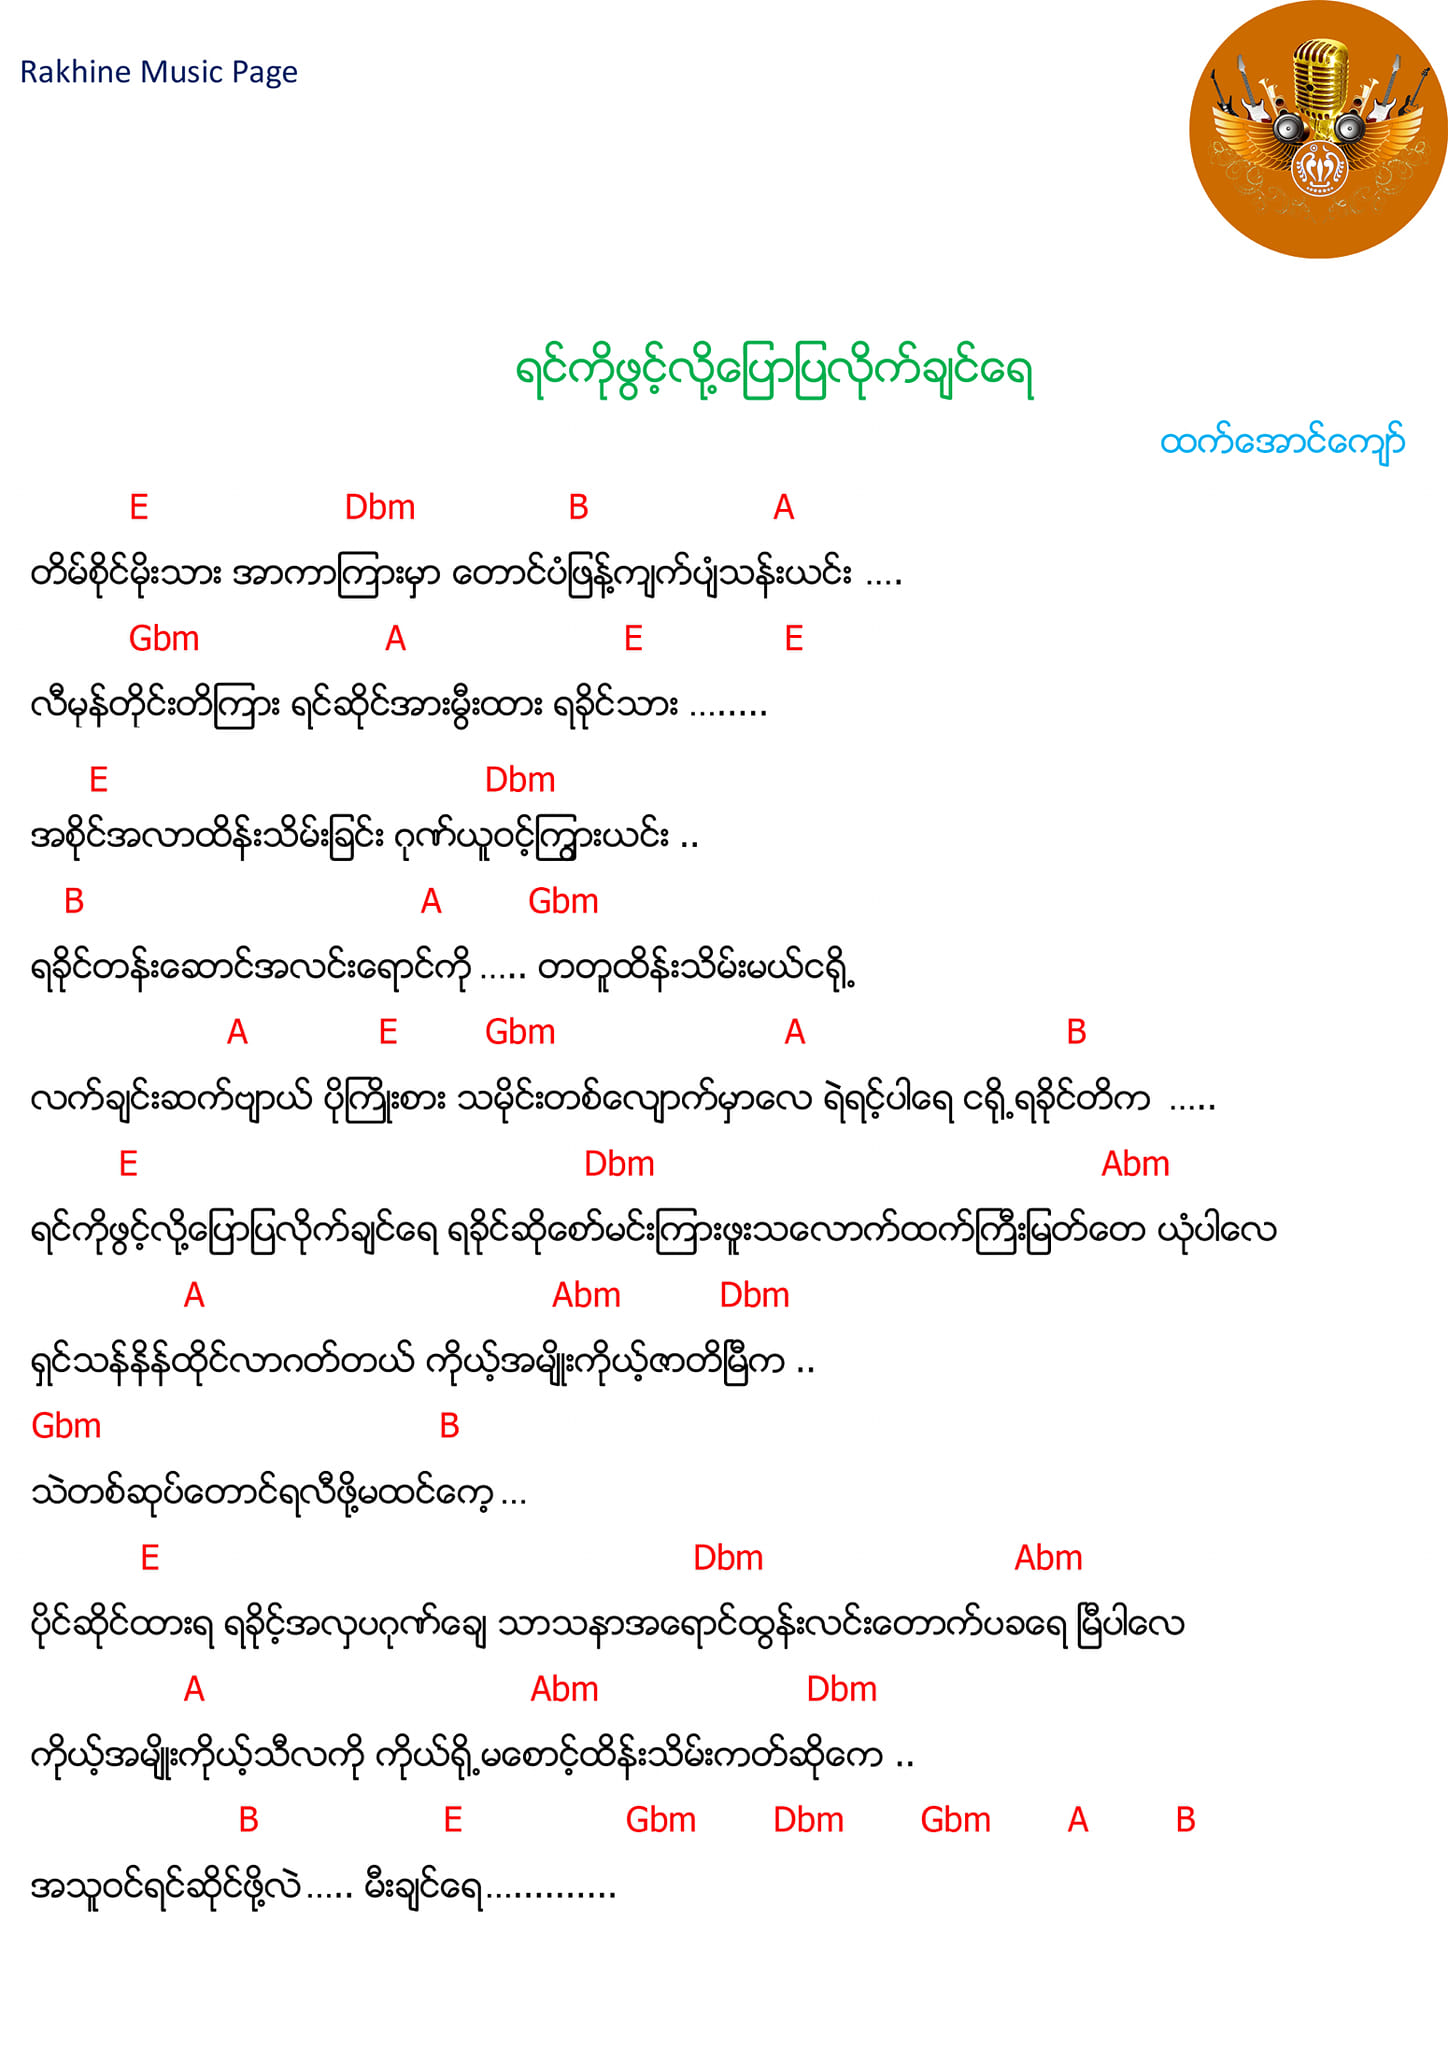 Rakhine Music Page
ရင်ကိုဖွင့်လို့ပြောပြလိုက်ချင်ရေ
ထက်အောင်ကျော်
E Dbm B A
တိမ်စိုင်မိုးသား အာကာကြားမှာ တောင်ပံဖြန့်ကျက်ပျံသန်းယင်း ....
Gbm A E E
လီမုန်တိုင်းတိကြား ရင်ဆိုင်အားမွီးထား ရခိုင်သား ........
E Dbm
အစိုင်အလာထိန်းသိမ်းခြင်း ဂုဏ်ယူဝင့်ကြွားယင်း ..
B A Gbm
ရခိုင်တန်းဆောင်အလင်းရောင်ကို ..... တတူထိန်းသိမ်းမယ်ငရို့
A E Gbm A B
လက်ချင်းဆက်ဗျာယ် ပိုကြိုးစား သမိုင်းတစ်လျောက်မှာလေ ရဲရင့်ပါရေ ငရို့ရခိုင်တိက .....
E Dbm Abm
ရင်ကိုဖွင့်လို့ပြောပြလိုက်ချင်ရေ ရခိုင်ဆိုစော်မင်းကြားဖူးသလောက်ထက်ကြီးမြတ်တေ ယုံပါလေ
A Abm Dbm
ရှင်သန်နိန်ထိုင်လာဂတ်တယ် ကိုယ့်အမျိုးကိုယ့်ဇာတိမြီက ..
Gbm B
သဲတစ်ဆုပ်တောင်ရလီဖို့မထင်ကေ့ ...
E Dbm Abm
ပိုင်ဆိုင်ထားရ ရခိုင့်အလှပဂုဏ်ချေ သာသနာအရောင်ထွန်းလင်းတောက်ပခရေ မြီပါလေ
A Abm Dbm
ကိုယ့်အမျိုးကိုယ့်သီလကို ကိုယ်ရို့မစောင့်ထိန်းသိမ်းကတ်ဆိုကေ ..
B E Gbm Dbm Gbm A B
အသူဝင်ရင်ဆိုင်ဖို့လဲ ..... မီးချင်ရေ .............